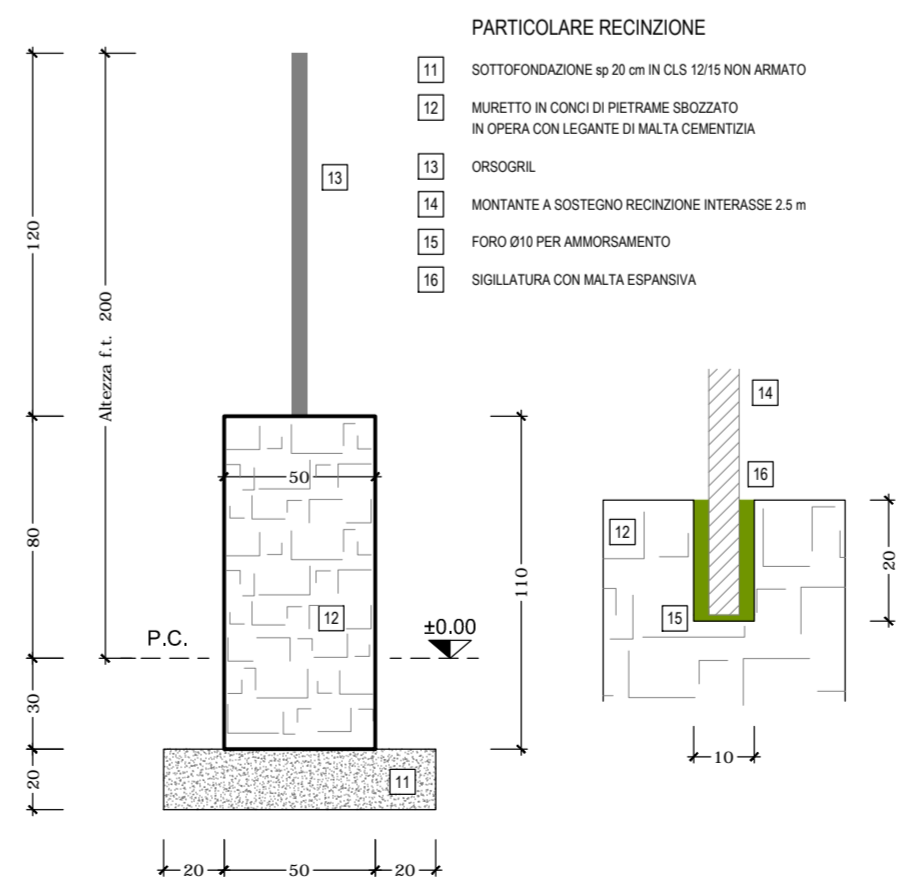 PARTICOLARE RECINZIONE
11 SOTTOFONDAZIONE sp 20 cm IN CLS 12/15 NON ARMATO
12 MURETTO IN CONCI DI PIETRAME SBOZZATO
IN OPERA CON LEGANTE DI MALTA CEMENTIZIA
13 ORSOGRIL
14 MONTANTE A SOSTEGNO RECINZIONE INTERASSE 2.5 m
15 FORO Ø10 PER AMMORSAMENTO
16 SIGILLATURA CON MALTA ESPANSIVA
120
Altezza f.t. 200
13
80
50
110
12
P.C.
±0.00
30
20
11
20
50
20
14
16
12
15
20
10